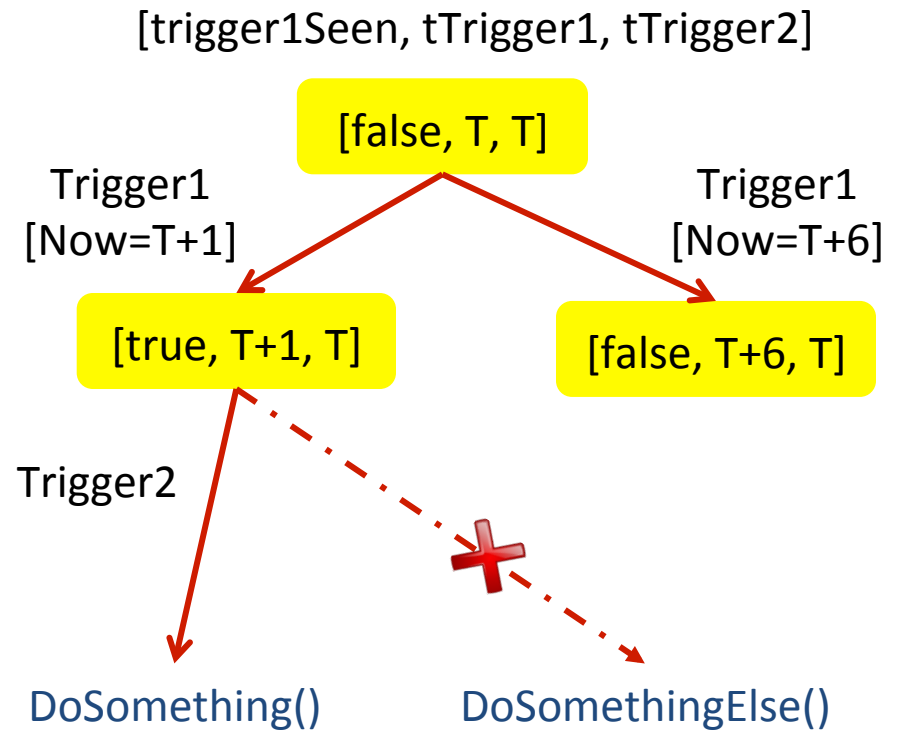 [trigger1Seen, tTrigger1, tTrigger2]
[false, T, T]
Trigger1
[Now=T+1]
Trigger1
[Now=T+6]
[true, T+1, T]
[false, T+6, T]
Trigger2
DoSomething()
DoSomethingElse()